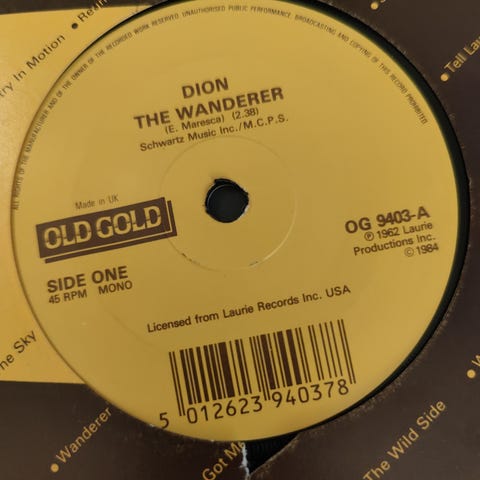 ALL RIGHTS OF THE MANUFACTURER AND OF THE OWNER OF THE RECORDED WORK RESERVED. UNAUTHORISED PUBLIC PERFORMANCE, BROADCASTING AND COPYING OF THIS RECORD PROHIBITED
DION
THE WANDERER
(E. Maresca) (2.38)
Schwartz Music Inc./M.C.P.S.
Made in UK
OLD GOLD
SIDE ONE
45 RPM MONO
OG 9403-A
℗ 1962 Laurie
Productions Inc.
© 1984
Licensed from Laurie Records Inc. USA
5 012623 940378
In Motion
• Tell
Sky
• Wanderer
Got
The Wild Side